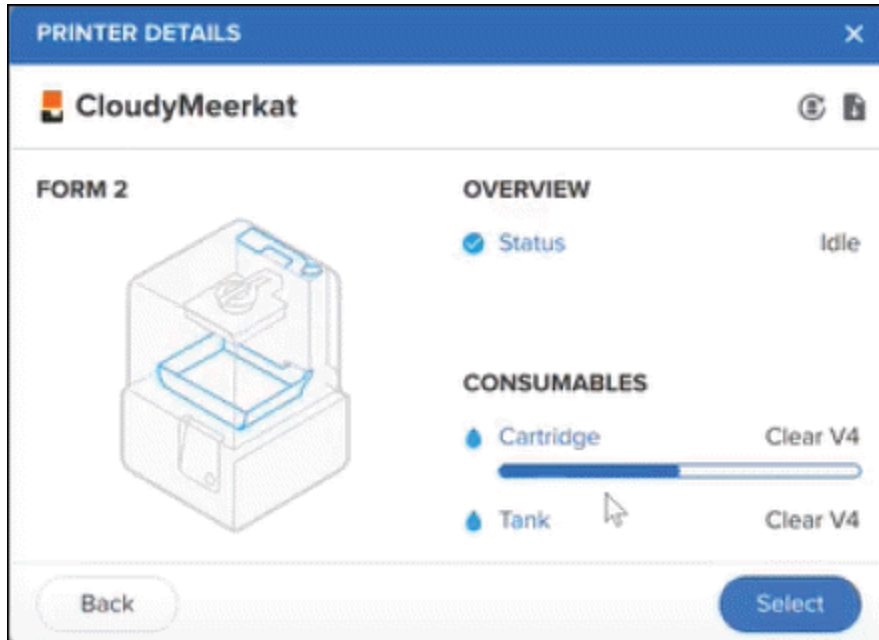 PRINTER DETAILS
CloudyMeerkat
FORM 2
OVERVIEW
Status Idle
CONSUMABLES
Cartridge Clear V4
Tank Clear V4
Back Select